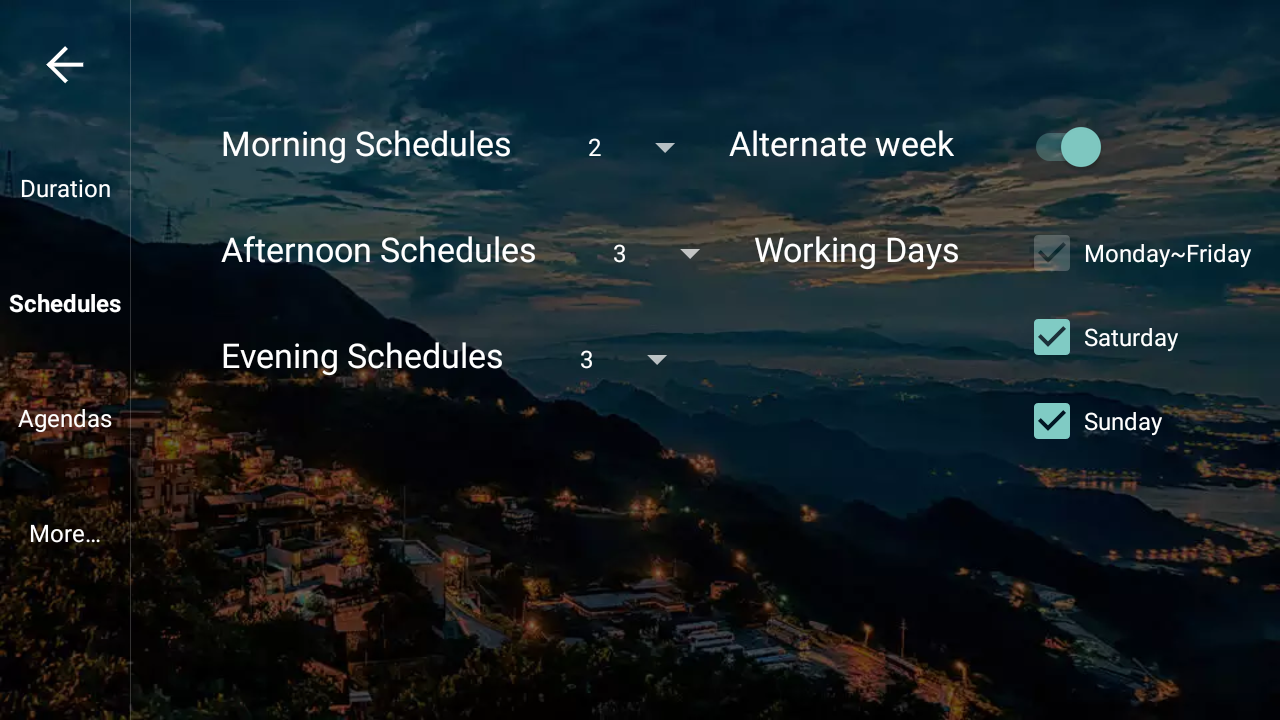 Duration
Schedules
Agendas
More...
Morning Schedules 2 Alternate week
Afternoon Schedules 3 Working Days Monday~Friday
Saturday
Evening Schedules 3
Sunday